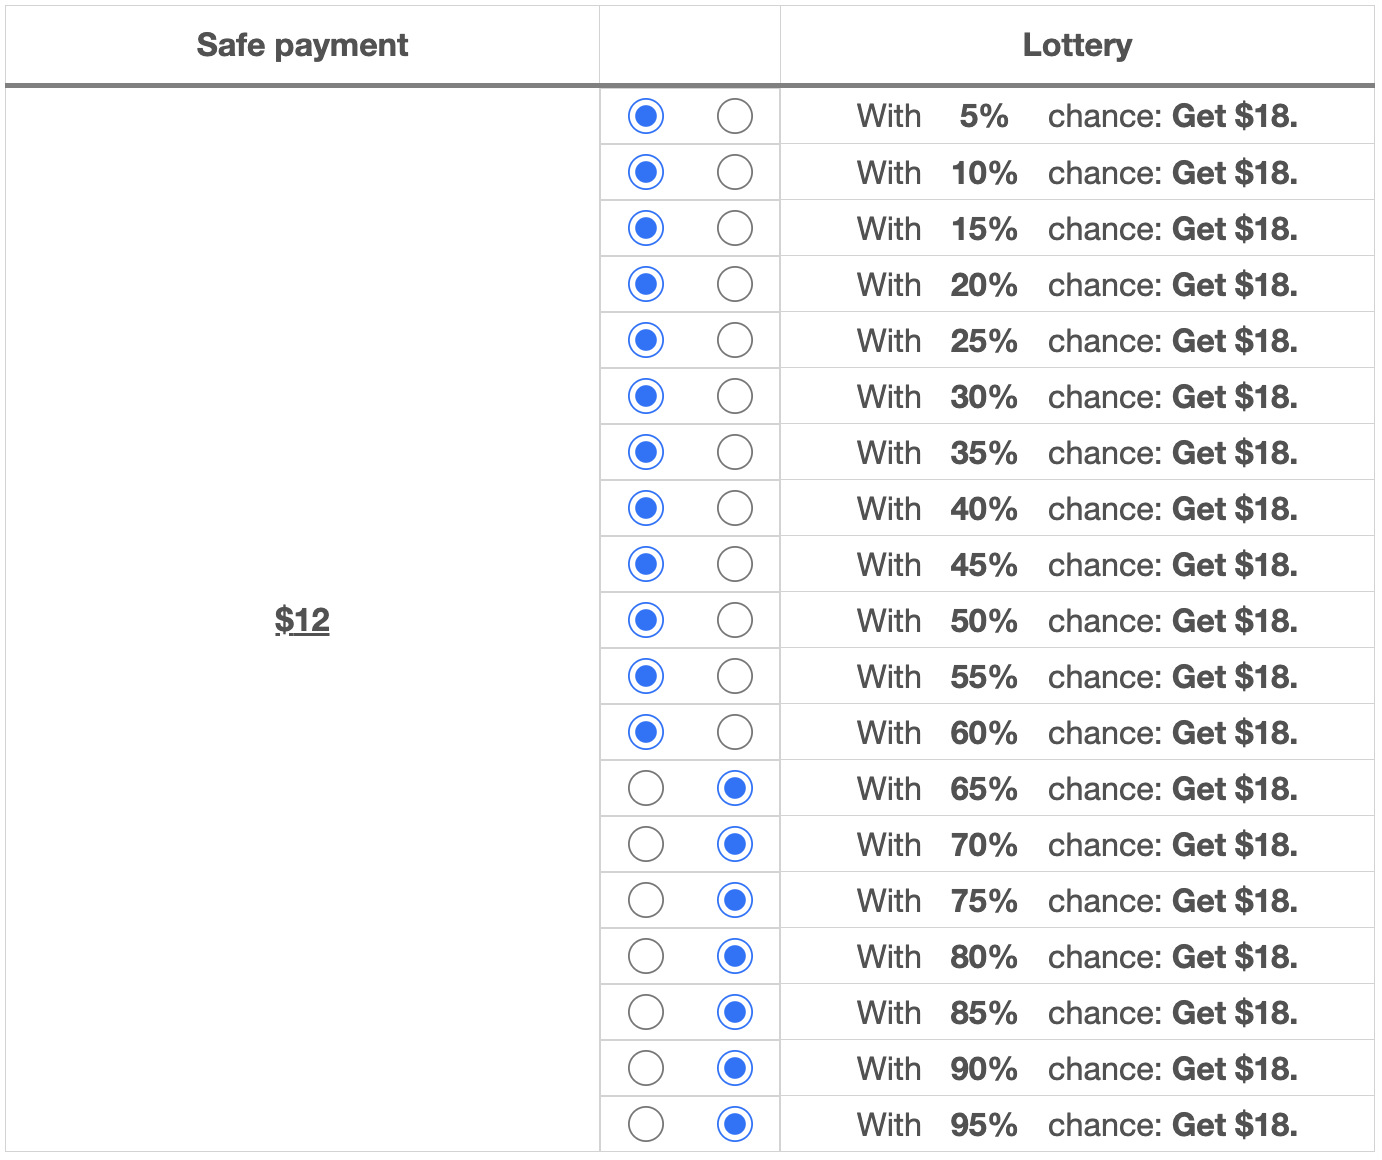 Safe payment Lottery
With 5% chance: Get $18.
With 10% chance: Get $18.
With 15% chance: Get $18.
With 20% chance: Get $18.
With 25% chance: Get $18.
With 30% chance: Get $18.
With 35% chance: Get $18.
With 40% chance: Get $18.
With 45% chance: Get $18.
$12 With 50% chance: Get $18.
With 55% chance: Get $18.
With 60% chance: Get $18.
With 65% chance: Get $18.
With 70% chance: Get $18.
With 75% chance: Get $18.
With 80% chance: Get $18.
With 85% chance: Get $18.
With 90% chance: Get $18.
With 95% chance: Get $18.